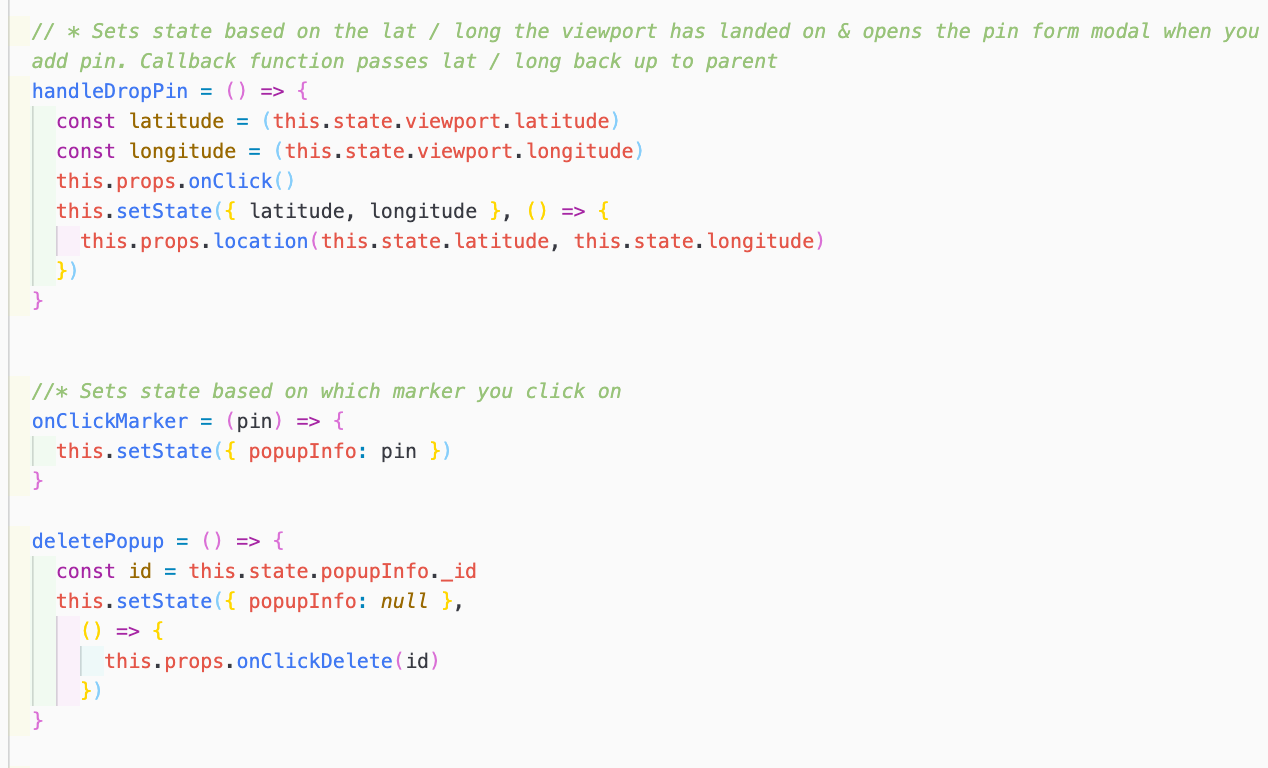 // * Sets state based on the lat / long the viewport has landed on & opens the pin form modal when you
add pin. Callback function passes lat / long back up to parent
handleDropPin = () => {
  const latitude = (this.state.viewport.latitude)
  const longitude = (this.state.viewport.longitude)
  this.props.onClick()
  this.setState({ latitude, longitude }, () => {
    this.props.location(this.state.latitude, this.state.longitude)
  })
}
//* Sets state based on which marker you click on
onClickMarker = (pin) => {
  this.setState({ popupInfo: pin })
}
deletePopup = () => {
  const id = this.state.popupInfo._id
  this.setState({ popupInfo: null },
    () => {
      this.props.onClickDelete(id)
    })
}